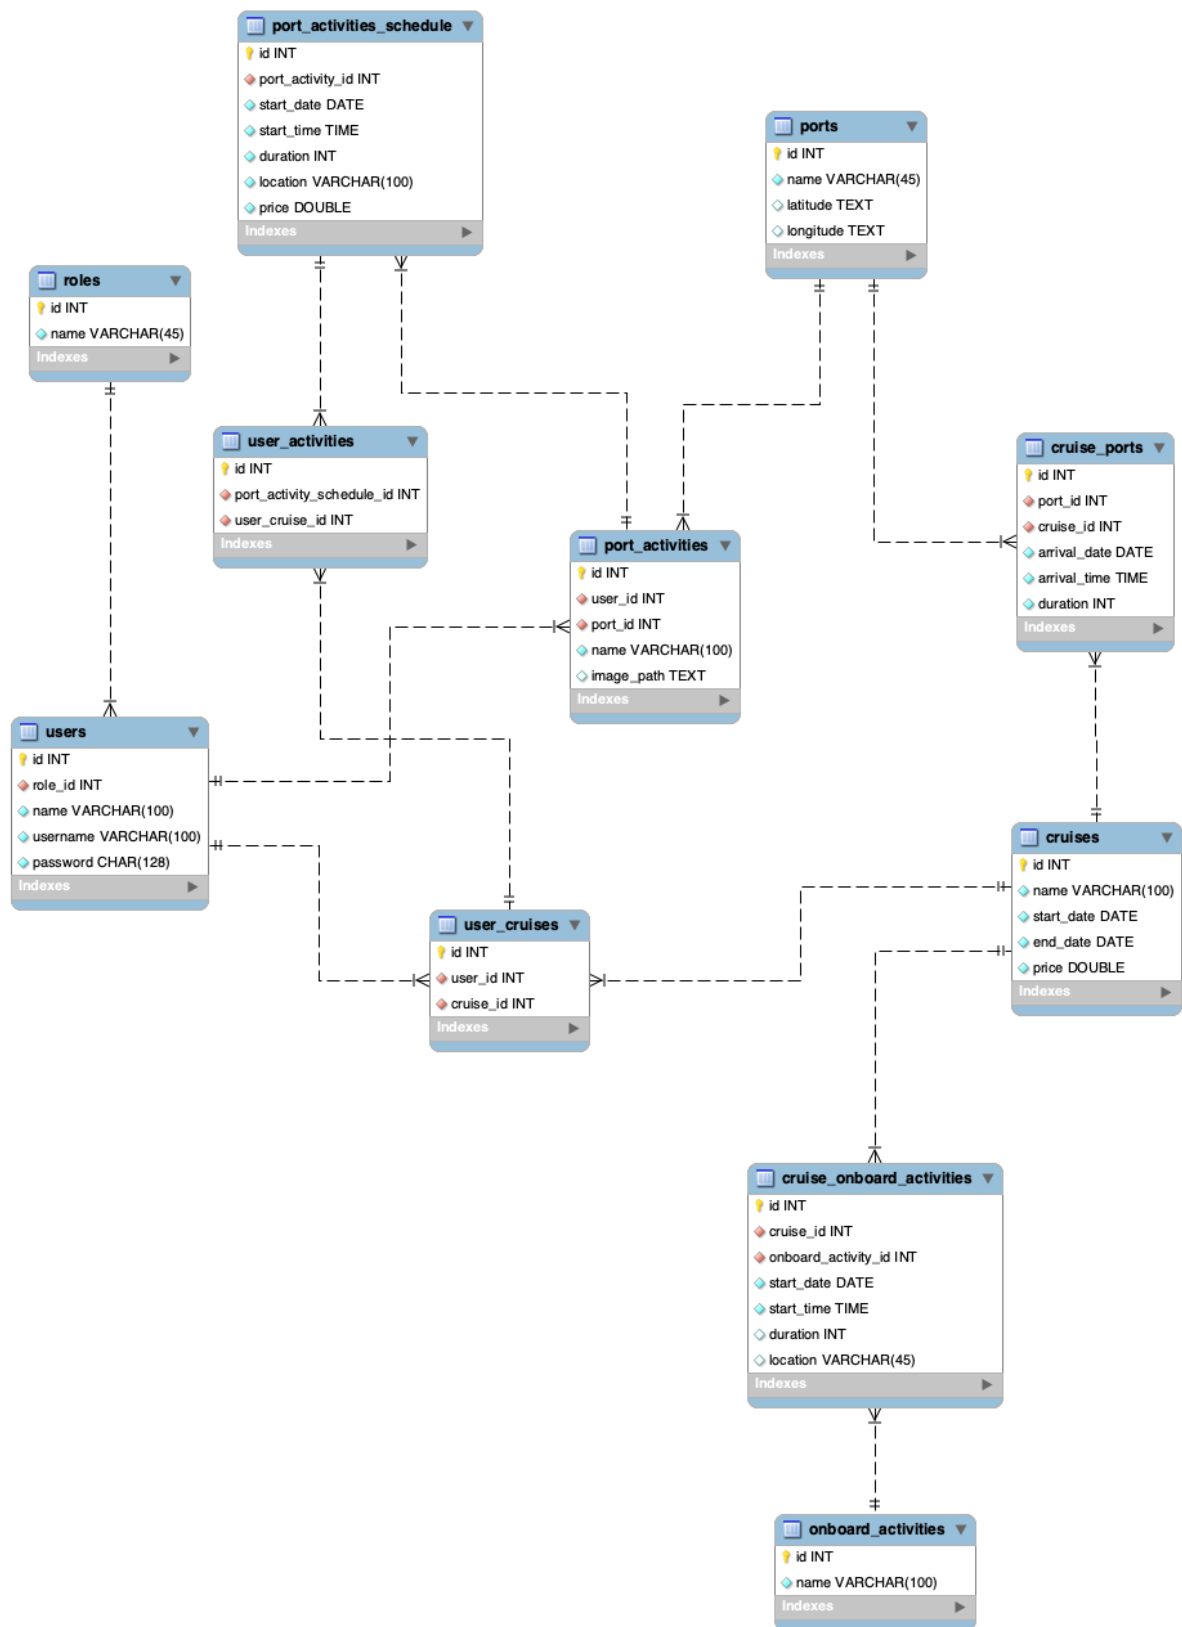 port_activities_schedule
id INT
port_activity_id INT
start_date DATE
start_time TIME
duration INT
location VARCHAR(100)
price DOUBLE
Indexes
ports
id INT
name VARCHAR(45)
latitude TEXT
longitude TEXT
Indexes
roles
id INT
name VARCHAR(45)
Indexes
user_activities
id INT
port_activity_schedule_id INT
user_cruise_id INT
Indexes
cruise_ports
id INT
port_id INT
cruise_id INT
arrival_date DATE
arrival_time TIME
duration INT
Indexes
port_activities
id INT
user_id INT
port_id INT
name VARCHAR(100)
image_path TEXT
Indexes
users
id INT
role_id INT
name VARCHAR(100)
username VARCHAR(100)
password CHAR(128)
Indexes
cruises
id INT
name VARCHAR(100)
start_date DATE
end_date DATE
price DOUBLE
Indexes
user_cruises
id INT
user_id INT
cruise_id INT
Indexes
cruise_onboard_activities
id INT
cruise_id INT
onboard_activity_id INT
start_date DATE
start_time TIME
duration INT
location VARCHAR(45)
Indexes
onboard_activities
id INT
name VARCHAR(100)
Indexes